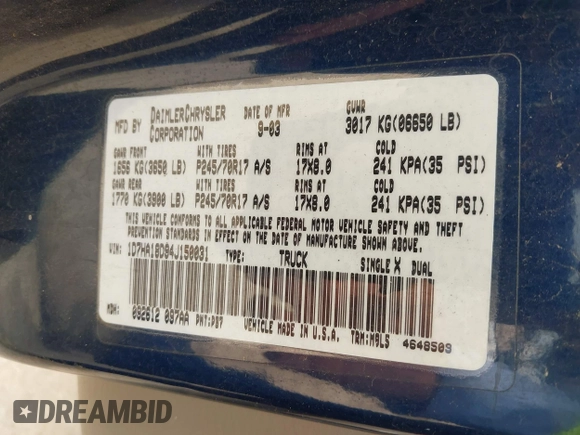 MFD BY DAIMLERCHRYSLER CORPORATION DATE OF MFR 9-03 GVWR 3017 KG(06650 LB)
GAWR FRONT WITH TIRES RIMS AT COLD
1656 KG(3650 LB) P245/70R17 A/S 17X8.0 241 KPA(35 PSI)
GAWR REAR WITH TIRES RIMS AT COLD
1770 KG(3900 LB) P245/70R17 A/S 17X8.0 241 KPA(35 PSI)
THIS VEHICLE CONFORMS TO ALL APPLICABLE FEDERAL MOTOR VEHICLE SAFETY AND THEFT
PREVENTION STANDARDS IN EFFECT ON THE DATE OF MANUFACTURE SHOWN ABOVE.
VIN: 1D7HA18D94J150031 TYPE: TRUCK SINGLE X DUAL
MDH: 092612 097AA PNT:PB7 VEHICLE MADE IN U.S.A. TRM:M9L5 4648503
DREAMBID